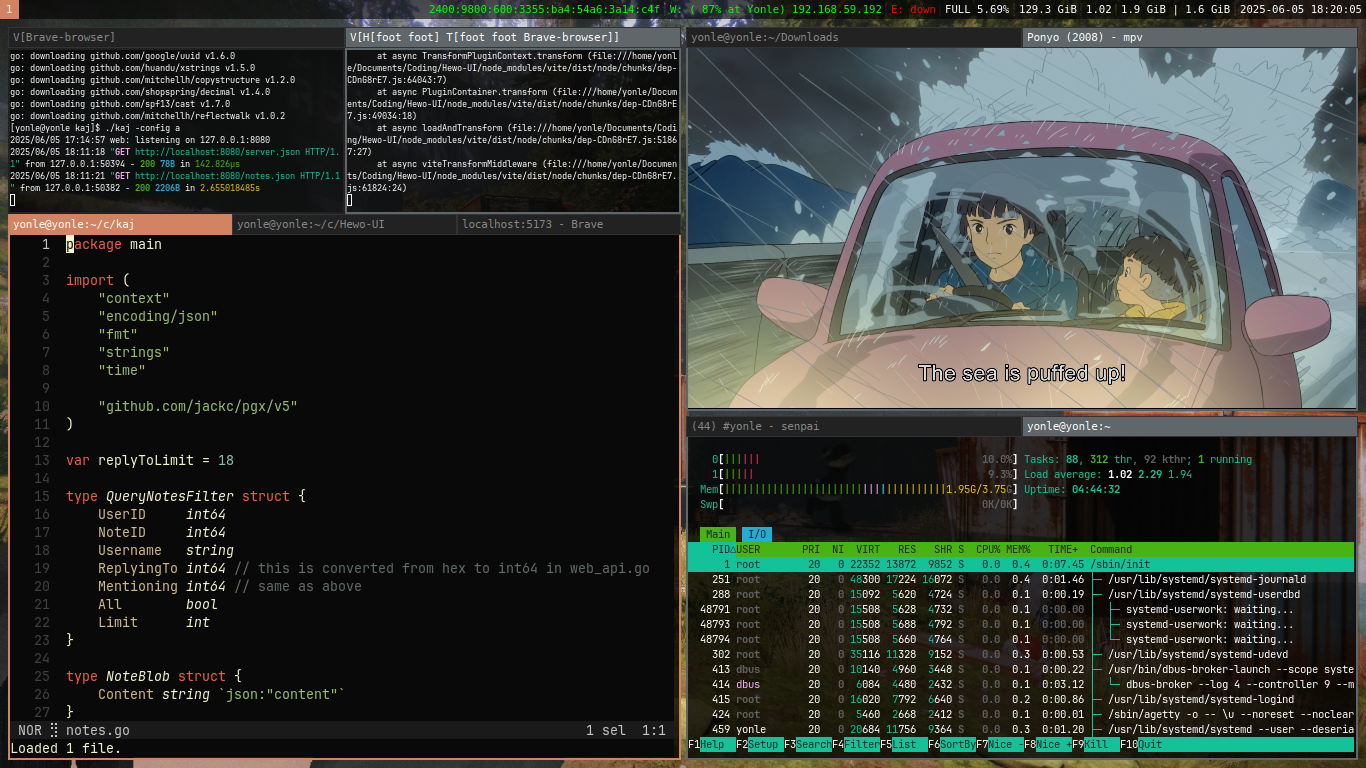 1
2400:9800:600:3355:ba4:54a6:3a14:c4f W: ( 87% at Yonle) 192.168.59.192 E: down FULL 5.69% 129.3 GiB 1.02 1.9 GiB | 1.6 GiB 2025-06-05 18:20:05
V[Brave-browser]
go: downloading github.com/google/uuid v1.6.0
go: downloading github.com/huandu/xstrings v1.5.0
go: downloading github.com/mitchellh/copystructure v1.2.0
go: downloading github.com/shopspring/decimal v1.4.0
go: downloading github.com/spf13/cast v1.7.0
go: downloading github.com/mitchellh/reflectwalk v1.0.2
[yonle@yonle kaj]$ ./kaj -config a
2025/06/05 17:14:57 web: listening on 127.0.0.1:8080
2025/06/05 18:11:18 "GET http://localhost:8080/server.json HTTP/1.
1" from 127.0.0.1:50394 - 200 78B in 142.826µs
2025/06/05 18:11:21 "GET http://localhost:8080/notes.json HTTP/1.1
" from 127.0.0.1:50382 - 200 2206B in 2.655018485s
V[H[foot foot] T[foot foot Brave-browser]]
at async TransformPluginContext.transform (file:///home/yonl
e/Documents/Coding/Hewo-UI/node_modules/vite/dist/node/chunks/dep-
CDnG8rE7.js:64043:7)
at async PluginContainer.transform (file:///home/yonle/Docum
ents/Coding/Hewo-UI/node_modules/vite/dist/node/chunks/dep-CDnG8rE
7.js:49034:18)
at async loadAndTransform (file:///home/yonle/Documents/Codi
ng/Hewo-UI/node_modules/vite/dist/node/chunks/dep-CDnG8rE7.js:5186
7:27)
at async viteTransformMiddleware (file:///home/yonle/Documen
ts/Coding/Hewo-UI/node_modules/vite/dist/node/chunks/dep-CDnG8rE7.
js:61824:24)
yonle@yonle:~/c/kaj
yonle@yonle:~/c/Hewo-UI
localhost:5173 - Brave
1 package main
2
3 import (
4 "context"
5 "encoding/json"
6 "fmt"
7 "strings"
8 "time"
9
10 "github.com/jackc/pgx/v5"
11 )
12
13 var replyToLimit = 18
14
15 type QueryNotesFilter struct {
16 UserID int64
17 NoteID int64
18 Username string
19 ReplyingTo int64 // this is converted from hex to int64 in web_api.go
20 Mentioning int64 // same as above
21 All bool
22 Limit int
23 }
24
25 type NoteBlob struct {
26 Content string `json:"content"`
27 }
NOR ⣽ notes.go 1 sel 1:1
Loaded 1 file.
yonle@yonle:~/Downloads
Ponyo (2008) - mpv
The sea is puffed up!
(44) #yonle - senpai
yonle@yonle:~
0[|||||| 10.0%] Tasks: 88, 312 thr, 92 kthr; 1 running
1[||||| 9.3%] Load average: 1.02 2.29 1.94
Mem[|||||||||||||||||||||||||||||||||||||1.95G/3.75G] Uptime: 04:44:32
Swp[ 0K/0K]
Main I/O
PID△USER PRI NI VIRT RES SHR S CPU% MEM% TIME+ Command
1 root 20 0 22352 13872 9852 S 0.0 0.4 0:07.45 /sbin/init
251 root 20 0 48300 17224 16072 S 0.0 0.4 0:01.46 ├─ /usr/lib/systemd/systemd-journald
288 root 20 0 15092 5620 4724 S 0.0 0.1 0:00.19 ├─ /usr/lib/systemd/systemd-userdbd
48791 root 20 0 15508 5628 4732 S 0.0 0.1 0:00.00 │ ├─ systemd-userwork: waiting...
48793 root 20 0 15508 5688 4792 S 0.0 0.1 0:00.00 │ ├─ systemd-userwork: waiting...
48794 root 20 0 15508 5660 4764 S 0.0 0.1 0:00.00 │ └─ systemd-userwork: waiting...
302 root 20 0 35116 11328 9152 S 0.0 0.3 0:00.53 ├─ /usr/lib/systemd/systemd-udevd
413 dbus 20 0 10140 4960 3448 S 0.0 0.1 0:00.22 ├─ /usr/bin/dbus-broker-launch --scope syste
414 dbus 20 0 6084 4480 2432 S 0.0 0.1 0:03.12 │ └─ dbus-broker --log 4 --controller 9 --m
415 root 20 0 16020 7792 6640 S 0.0 0.2 0:00.86 ├─ /usr/lib/systemd/systemd-logind
424 root 20 0 5460 2668 2412 S 0.0 0.1 0:00.01 ├─ /sbin/agetty -o -- \u --noreset --noclear
459 yonle 20 0 20684 11756 9364 S 0.0 0.3 0:01.20 ├─ /usr/lib/systemd/systemd --user --deseria
F1Help F2Setup F3SearchF4FilterF5List F6SortByF7Nice -F8Nice +F9Kill F10Quit